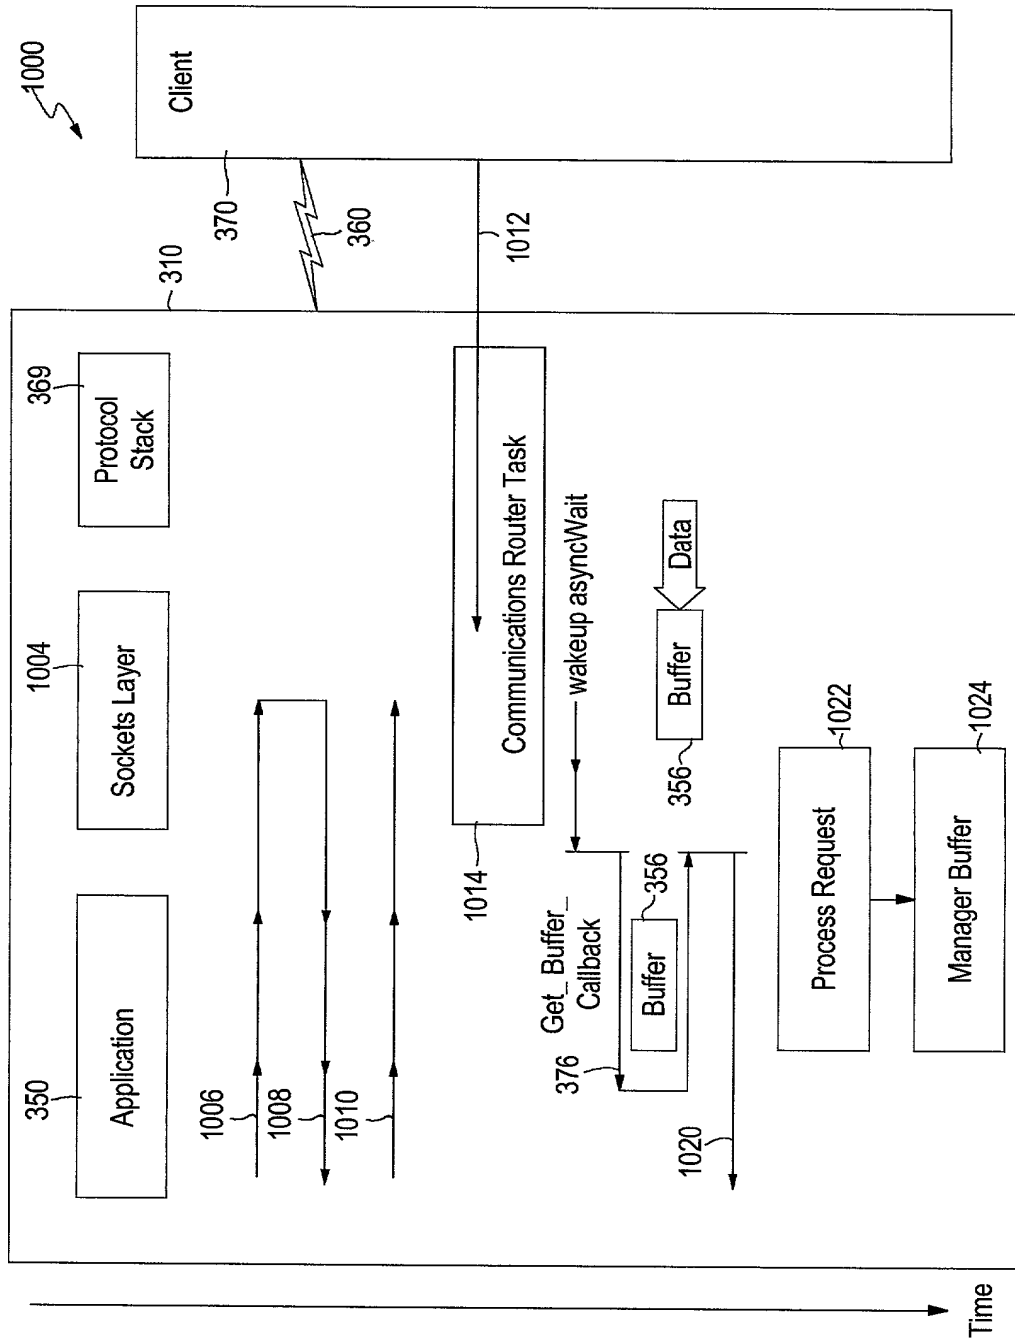 1000
Client
370
360
310
1012
369
Protocol
Stack
1004
Sockets Layer
350
Application
1006
1008
1010
Communications Router Task
1014
wakeup asyncWait
Get_Buffer_
Callback
376
Buffer
356
Buffer
356
Data
1020
Process Request
1022
Manager Buffer
1024
Time